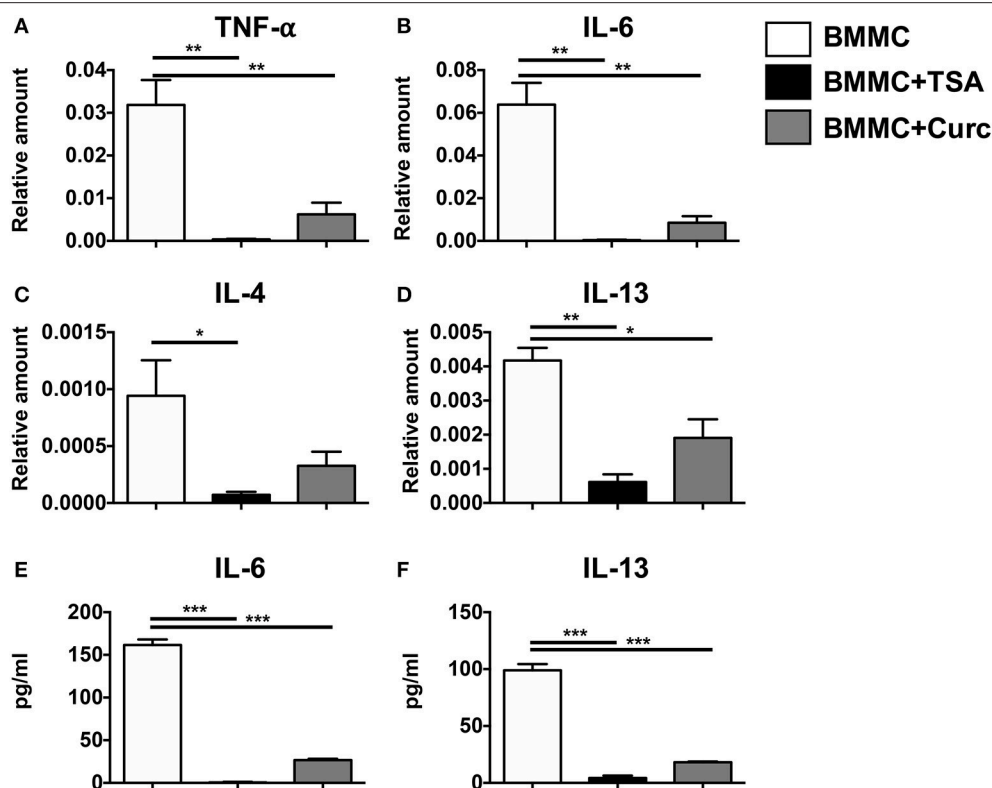 A TNF-α
** **
Relative amount
0.04
0.03
0.02
0.01
0.00
B IL-6
** **
Relative amount
0.08
0.06
0.04
0.02
0.00
BMMC
BMMC+TSA
BMMC+Curc
C IL-4
*
Relative amount
0.0015
0.0010
0.0005
0.0000
D IL-13
** *
Relative amount
0.005
0.004
0.003
0.002
0.001
0.000
E IL-6
*** ***
pg/ml
200
150
100
50
0
F IL-13
*** ***
pg/ml
150
100
50
0